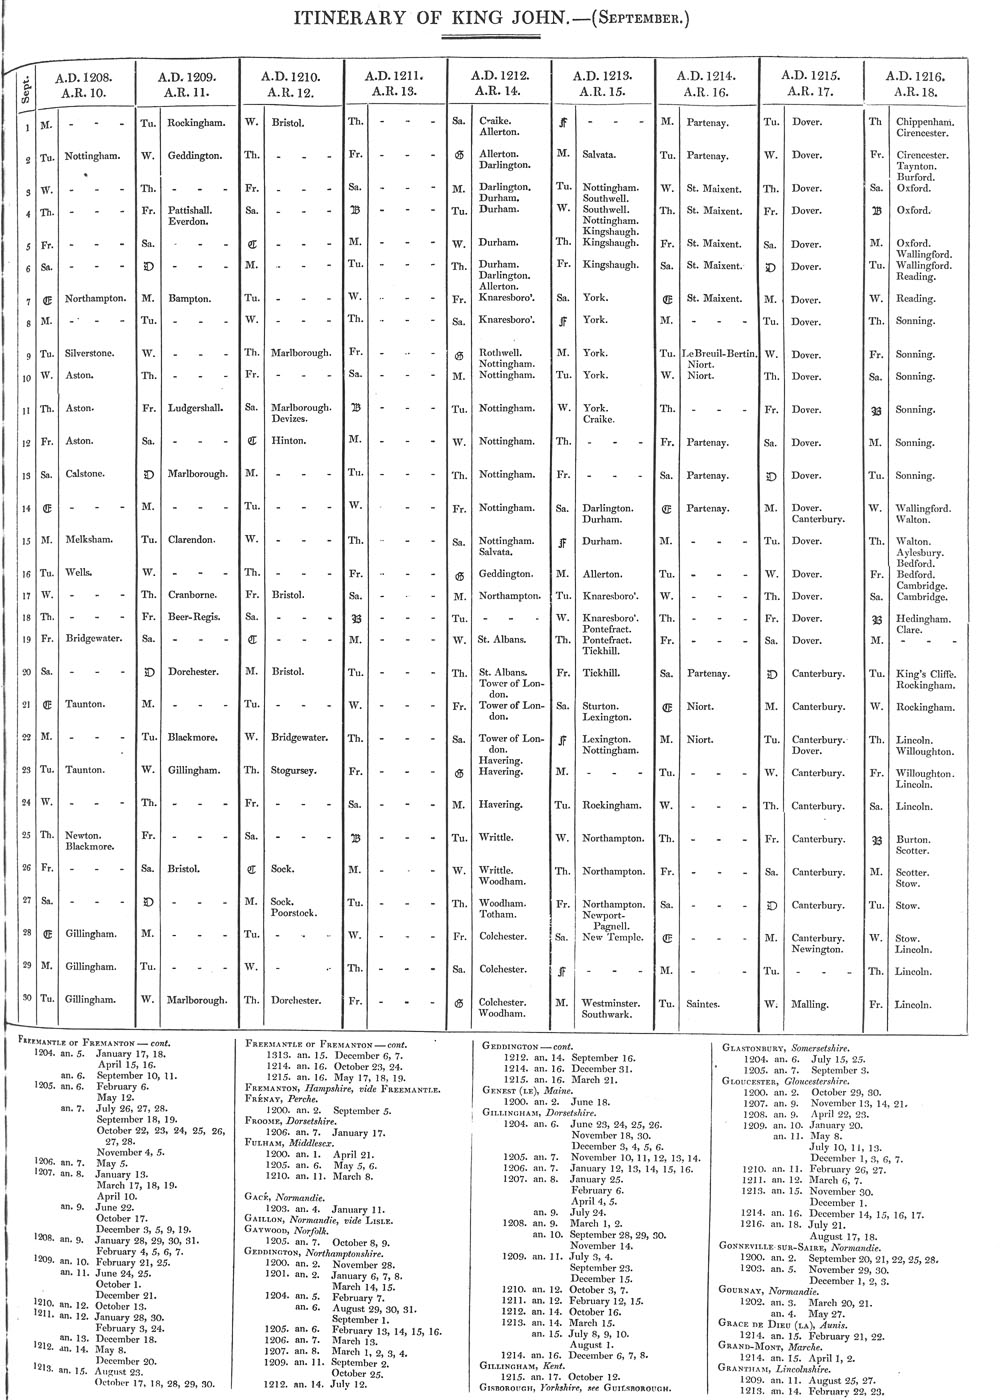 ITINERARY OF KING JOHN.—(SEPTEMBER.)
Sept. A.D. 1208. A.D. 1209. A.D. 1210. A.D. 1211. A.D. 1212. A.D. 1213. A.D. 1214. A.D. 1215. A.D. 1216.
A.R. 10. A.R. 11. A.R. 12. A.R. 13. A.R. 14. A.R. 15. A.R. 16. A.R. 17. A.R. 18.
1 M. - - - Tu. Rockingham. W. Bristol. Th. - - - Sa. Craike. F - - - M. Partenay. Tu. Dover. Th Chippenham.
Allerton. Cirencester.
2 Tu. Nottingham. W. Geddington. Th. - - - Fr. - - - G Allerton. M. Salvata. Tu. Partenay. W. Dover. Fr. Cirencester.
Darlington. Taynton.
Burford.
3 W. - - - Th. - - - Fr. - - - Sa. - - - M. Darlington. Tu. Nottingham. W. St. Maixent. Th. Dover. Sa. Oxford.
Durham. Southwell.
4 Th. - - - Fr. Pattishall. Sa. - - - B - - - Tu. Durham. W. Southwell. Th. St. Maixent. Fr. Dover. B Oxford.
Everdon. Nottingham.
Kingshaugh.
5 Fr. - - - Sa. - - - C - - - M. - - - W. Durham. Th. Kingshaugh. Fr. St. Maixent. Sa. Dover. M. Oxford.
Wallingford.
6 Sa. - - - D - - - M. - - - Tu. - - - Th. Durham. Fr. Kingshaugh. Sa. St. Maixent. D Dover. Tu. Wallingford.
Darlington. Reading.
Allerton.
7 E Northampton. M. Bampton. Tu. - - - W. - - - Fr. Knaresboro'. Sa. York. E St. Maixent. M. Dover. W. Reading.
8 M. - - - Tu. - - - W. - - - Th. - - - Sa. Knaresboro'. F York. M. - - - Tu. Dover. Th. Sonning.
9 Tu. Silverstone. W. - - - Th. Marlborough. Fr. - - - G Rothwell. M. York. Tu. Le Breuil-Bertin. W. Dover. Fr. Sonning.
Nottingham. Niort.
10 W. Aston. Th. - - - Fr. - - - Sa. - - - M. Nottingham. Tu. York. W. Niort. Th. Dover. Sa. Sonning.
11 Th. Aston. Fr. Ludgershall. Sa. Marlborough. B - - - Tu. Nottingham. W. York. Th. - - - Fr. Dover. B Sonning.
Devizes. Craike.
12 Fr. Aston. Sa. - - - C Hinton. M. - - - W. Nottingham. Th. - - - Fr. Partenay. Sa. Dover. M. Sonning.
13 Sa. Calstone. D Marlborough. M. - - - Tu. - - - Th. Nottingham. Fr. - - - Sa. Partenay. D Dover. Tu. Sonning.
14 E - - - M. - - - Tu. - - - W. - - - Fr. Nottingham. Sa. Darlington. E Partenay. M. Dover. W. Wallingford.
Durham. Canterbury. Walton.
15 M. Melksham. Tu. Clarendon. W. - - - Th. - - - Sa. Nottingham. F Durham. M. - - - Tu. Dover. Th. Walton.
Salvata. Aylesbury.
Bedford.
16 Tu. Wells. W. - - - Th. - - - Fr. - - - G Geddington. M. Allerton. Tu. - - - W. Dover. Fr. Bedford.
Cambridge.
17 W. - - - Th. Cranborne. Fr. Bristol. Sa. - - - M. Northampton. Tu. Knaresboro'. W. - - - Th. Dover. Sa. Cambridge.
18 Th. - - - Fr. Beer-Regis. Sa. - - - B - - - Tu. - - - W. Knaresboro'. Th. - - - Fr. Dover. B Hedingham.
Pontefract. Clare.
19 Fr. Bridgewater. Sa. - - - C - - - M. - - - W. St. Albans. Th. Pontefract. Fr. - - - Sa. Dover. M. - - -
Tickhill.
20 Sa. - - - D Dorchester. M. Bristol. Tu. - - - Th. St. Albans. Fr. Tickhill. Sa. Partenay. D Canterbury. Tu. King's Cliffe.
Tower of Lon- Rockingham.
don.
21 E Taunton. M. - - - Tu. - - - W. - - - Fr. Tower of Lon- Sa. Sturton. E Niort. M. Canterbury. W. Rockingham.
don. Lexington.
22 M. - - - Tu. Blackmore. W. Bridgewater. Th. - - - Sa. Tower of Lon- F Lexington. M. Niort. Tu. Canterbury. Th. Lincoln.
don. Nottingham. Dover. Willoughton.
Havering.
23 Tu. Taunton. W. Gillingham. Th. Stogursey. Fr. - - - G Havering. M. - - - Tu. - - - W. Canterbury. Fr. Willoughton.
Lincoln.
24 W. - - - Th. - - - Fr. - - - Sa. - - - M. Havering. Tu. Rockingham. W. - - - Th. Canterbury. Sa. Lincoln.
25 Th. Newton. Fr. - - - Sa. - - - B - - - Tu. Writtle. W. Northampton. Th. - - - Fr. Canterbury. B Burton.
Blackmore. Scotter.
26 Fr. - - - Sa. Bristol. C Sock. M. - - - W. Writtle. Th. Northampton. Fr. - - - Sa. Canterbury. M. Scotter.
Woodham. Stow.
27 Sa. - - - D - - - M. Sock. Tu. - - - Th. Woodham. Fr. Northampton. Sa. - - - D Canterbury. Tu. Stow.
Poorstock. Totham. Newport-
Pagnell.
28 E Gillingham. M. - - - Tu. - - - W. - - - Fr. Colchester. Sa. New Temple. E - - - M. Canterbury. W. Stow.
Newington. Lincoln.
29 M. Gillingham. Tu. - - - W. - - - Th. - - - Sa. Colchester. F - - - M. - - - Tu. - - - Th. Lincoln.
30 Tu. Gillingham. W. Marlborough. Th. Dorchester. Fr. - - - G Colchester. M. Westminster. Tu. Saintes. W. Malling. Fr. Lincoln.
Woodham. Southwark.
FREEMANTLE or FREMANTON—cont.
1204. an. 5. January 17, 18.
April 15, 16.
an. 6. September 10, 11.
1205. an. 6. February 6.
May 12.
an. 7. July 26, 27, 28.
September 18, 19.
October 22, 23, 24, 25, 26,
27, 28.
November 4, 5.
1206. an. 7. May 5.
1207. an. 8. January 13.
March 17, 18, 19.
April 10.
an. 9. June 22.
October 17.
December 3, 5, 9, 19.
1208. an. 9. January 28, 29, 30, 31.
February 4, 5, 6, 7.
1209. an. 10. February 21, 25.
an. 11. June 24, 25.
October 1.
December 21.
1210. an. 12. October 13.
1211. an. 12. January 28, 30.
February 3, 24.
an. 13. December 18.
1212. an. 14. May 8.
December 20.
1213. an. 15. August 23.
October 17, 18, 28, 29, 30.
FREEMANTLE or FREMANTON—cont.
1313. an. 15. December 6, 7.
1214. an. 16. October 23, 24.
1215. an. 16. May 17, 18, 19.
FREMANTON, Hampshire, vide FREEMANTLE.
FRÉNAY, Perche.
1200. an. 2. September 5.
FROOME, Dorsetshire.
1206. an. 7. January 17.
FULHAM, Middlesex.
1200. an. 1. April 21.
1205. an. 6. May 5, 6.
1210. an. 11. March 8.
GACÉ, Normandie.
1203. an. 4. January 11.
GAILLON, Normandie, vide LISLE.
GAYWOOD, Norfolk.
1205. an. 7. October 8, 9.
GEDDINGTON, Northamptonshire.
1200. an. 2. November 28.
1201. an. 2. January 6, 7, 8.
March 14, 15.
1204. an. 5. February 7.
an. 6. August 29, 30, 31.
September 1.
1205. an. 6. February 13, 14, 15, 16.
1206. an. 7. March 13.
1207. an. 8. March 1, 2, 3, 4.
1209. an. 11. September 2.
October 25.
1212. an. 14. July 12.
GEDDINGTON—cont.
1212. an. 14. September 16.
1214. an. 16. December 31.
1215. an. 16. March 21.
GENEST (LE), Maine.
1200. an. 2. June 18.
GILLINGHAM, Dorsetshire.
1204. an. 6. June 23, 24, 25, 26.
November 18, 30.
December 3, 4, 5, 6.
1205. an. 7. November 10, 11, 12, 13, 14.
1206. an. 7. January 12, 13, 14, 15, 16.
1207. an. 8. January 25.
February 6.
April 4, 5.
an. 9. July 24.
1208. an. 9. March 1, 2.
an. 10. September 28, 29, 30.
November 14.
1209. an. 11. July 3, 4.
September 23.
December 15.
1210. an. 12. October 3, 7.
1211. an. 12. February 12, 15.
1212. an. 14. October 16.
1213. an. 14. March 15.
an. 15. July 8, 9, 10.
August 1.
1214. an. 16. December 6, 7, 8.
GILLINGHAM, Kent.
1215. an. 17. October 12.
GISBOROUGH, Yorkshire, see GUILSBOROUGH.
GLASTONBURY, Somersetshire.
1204. an. 6. July 15, 25.
1205. an. 7. September 3.
GLOUCESTER, Gloucestershire.
1200. an. 2. October 29, 30.
1207. an. 9. November 13, 14, 21.
1208. an. 9. April 22, 23.
1209. an. 10. January 20.
an. 11. May 8.
July 10, 11, 13.
December 1, 3, 6, 7.
1210. an. 11. February 26, 27.
1211. an. 12. March 6, 7.
1213. an. 15. November 30.
December 1.
1214. an. 16. December 14, 15, 16, 17.
1216. an. 18. July 21.
August 17, 18.
GONNEVILLE-SUR-SAIRE, Normandie.
1200. an. 2. September 20, 21, 22, 25, 28.
1203. an. 5. November 29, 30.
December 1, 2, 3.
GOURNAY, Normandie.
1202. an. 3. March 20, 21.
an. 4. May 27.
GRACE DE DIEU (LA), Aunis.
1214. an. 15. February 21, 22.
GRAND-MONT, Marche.
1214. an. 15. April 1, 2.
GRANTHAM, Lincolnshire.
1209. an. 11. August 25, 27.
1213. an. 14. February 22, 23.